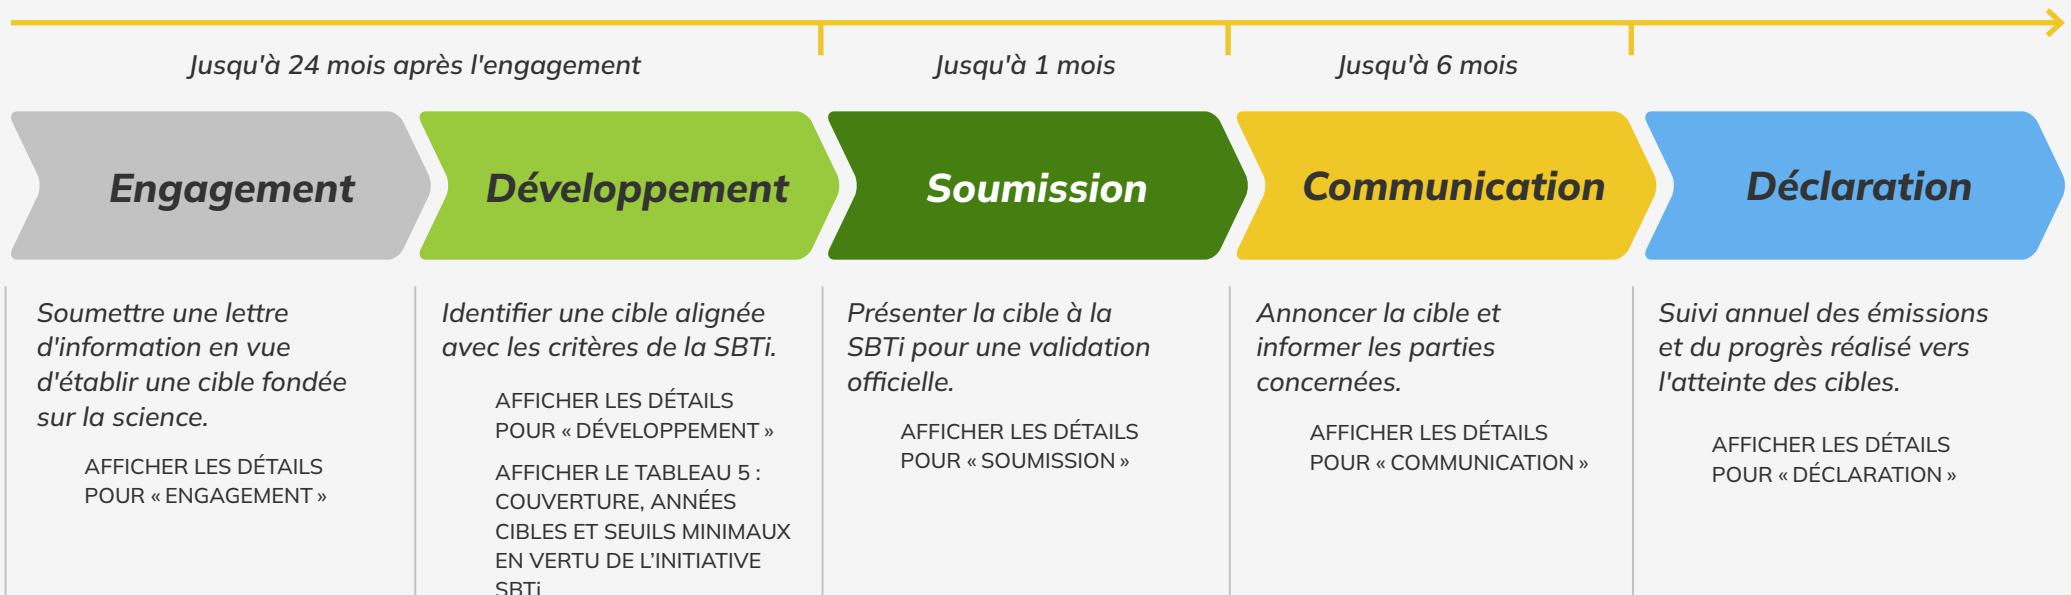 Jusqu'à 24 mois après l'engagement
Jusqu'à 1 mois
Jusqu'à 6 mois
Engagement
Développement
Soumission
Communication
Déclaration
Soumettre une lettre
d'information en vue
d'établir une cible fondée
sur la science.
AFFICHER LES DÉTAILS
POUR « ENGAGEMENT »
Identifier une cible alignée
avec les critères de la SBTi.
AFFICHER LES DÉTAILS
POUR « DÉVELOPPEMENT »
AFFICHER LE TABLEAU 5 :
COUVERTURE, ANNÉES
CIBLES ET SEUILS MINIMAUX
EN VERTU DE L’INITIATIVE
SBTi
Présenter la cible à la
SBTi pour une validation
officielle.
AFFICHER LES DÉTAILS
POUR « SOUMISSION »
Annoncer la cible et
informer les parties
concernées.
AFFICHER LES DÉTAILS
POUR « COMMUNICATION »
Suivi annuel des émissions
et du progrès réalisé vers
l'atteinte des cibles.
AFFICHER LES DÉTAILS
POUR « DÉCLARATION »